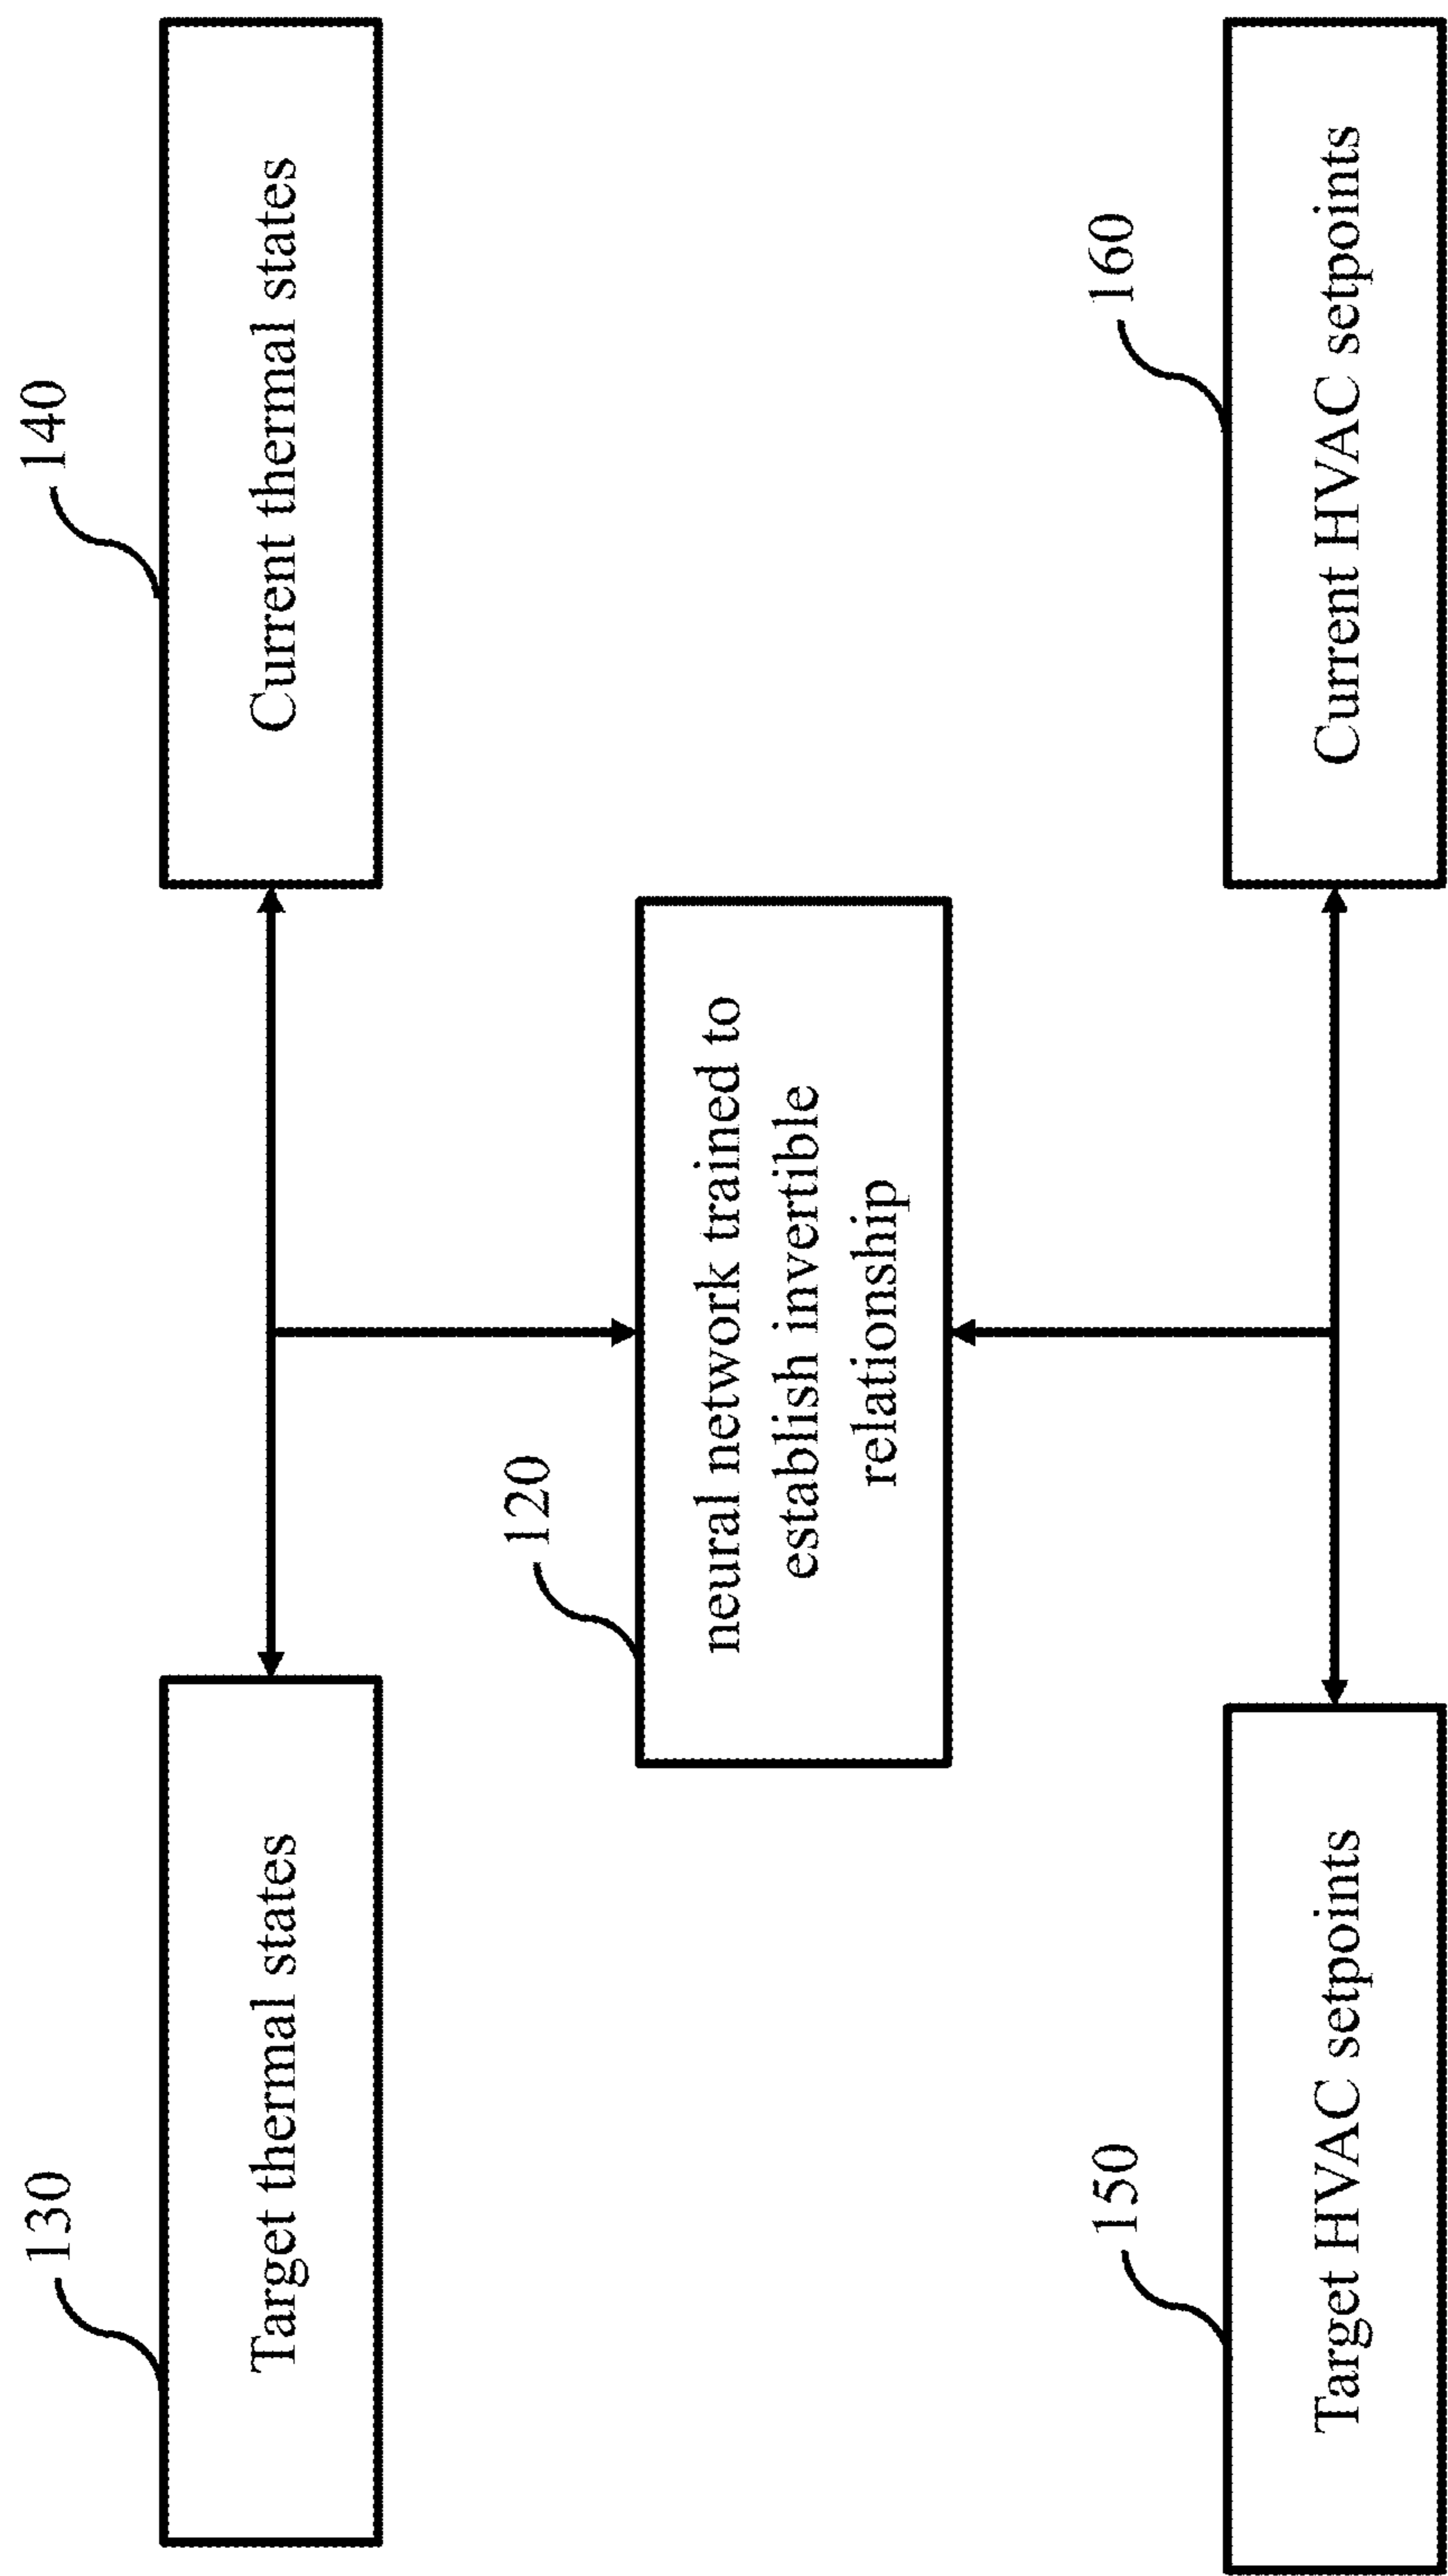 130
Target thermal states
140
Current thermal states
120
neural network trained to
establish invertible
relationship
150
Target HVAC setpoints
160
Current HVAC setpoints